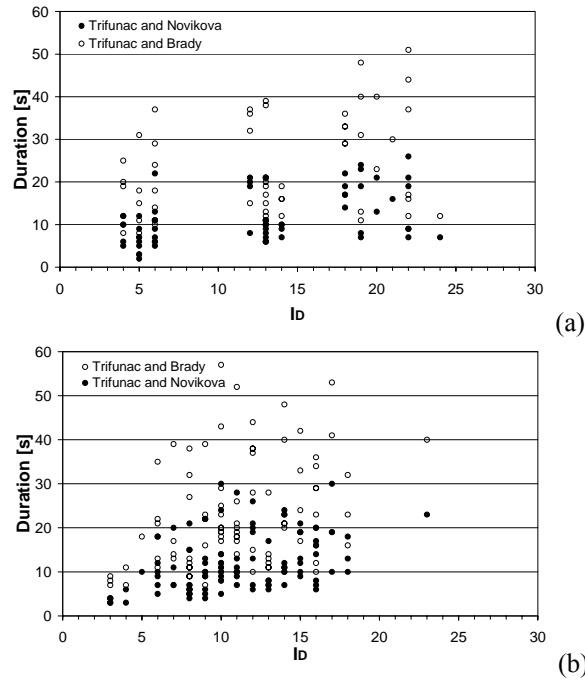 60
Trifunac and Novikova
50
Trifunac and Brady
40
30
20
10
0
Duration [s]
0 5 10 15 20 25 30
ID
(a)
60
Trifunac and Brady
50
Trifunac and Novikova
40
30
20
10
0
Duration [s]
0 5 10 15 20 25 30
ID
(b)